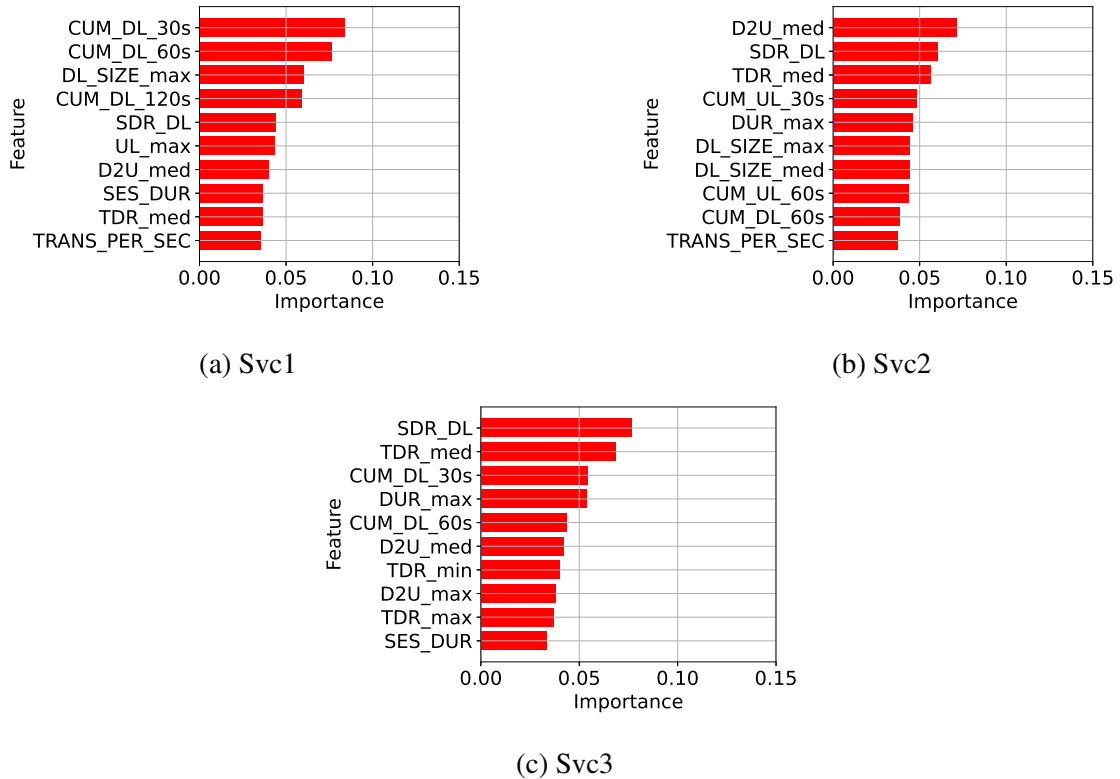 CUM_DL_30s
CUM_DL_60s
DL_SIZE_max
CUM_DL_120s
SDR_DL
UL_max
D2U_med
SES_DUR
TDR_med
TRANS_PER_SEC
Feature
0.00 0.05 0.10 0.15
Importance
(a) Svc1
D2U_med
SDR_DL
TDR_med
CUM_UL_30s
DUR_max
DL_SIZE_max
DL_SIZE_med
CUM_UL_60s
CUM_DL_60s
TRANS_PER_SEC
Feature
0.00 0.05 0.10 0.15
Importance
(b) Svc2
SDR_DL
TDR_med
CUM_DL_30s
DUR_max
CUM_DL_60s
D2U_med
TDR_min
D2U_max
TDR_max
SES_DUR
Feature
0.00 0.05 0.10 0.15
Importance
(c) Svc3